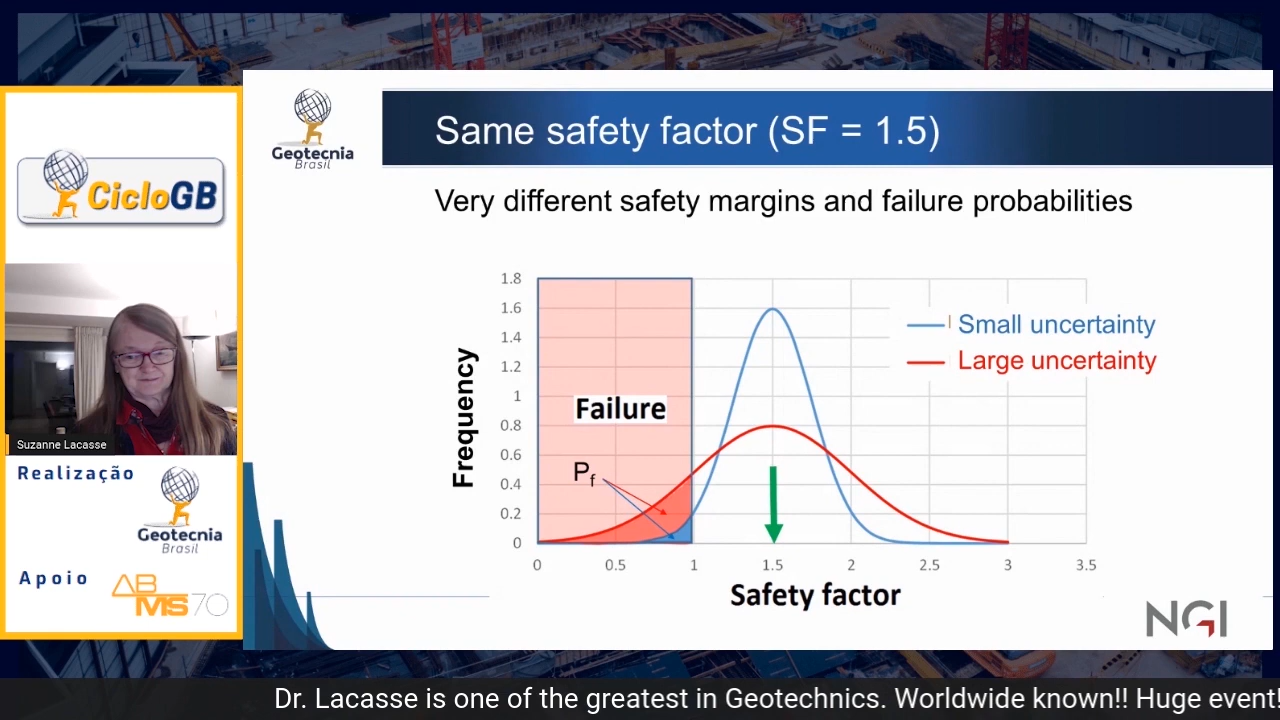 CicloGB
Suzanne Lacasse
Realização
Geotecnia
Brasil
Apoio
ABMS70
Geotecnia
Brasil
Same safety factor (SF = 1.5)
Very different safety margins and failure probabilities
Frequency
1.8
1.6
1.4
1.2
1
0.8
0.6
0.4
0.2
0
Failure
Pf
Small uncertainty
Large uncertainty
0 0.5 1 1.5 2 2.5 3 3.5
Safety factor
NGI
Dr. Lacasse is one of the greatest in Geotechnics. Worldwide known!! Huge event!